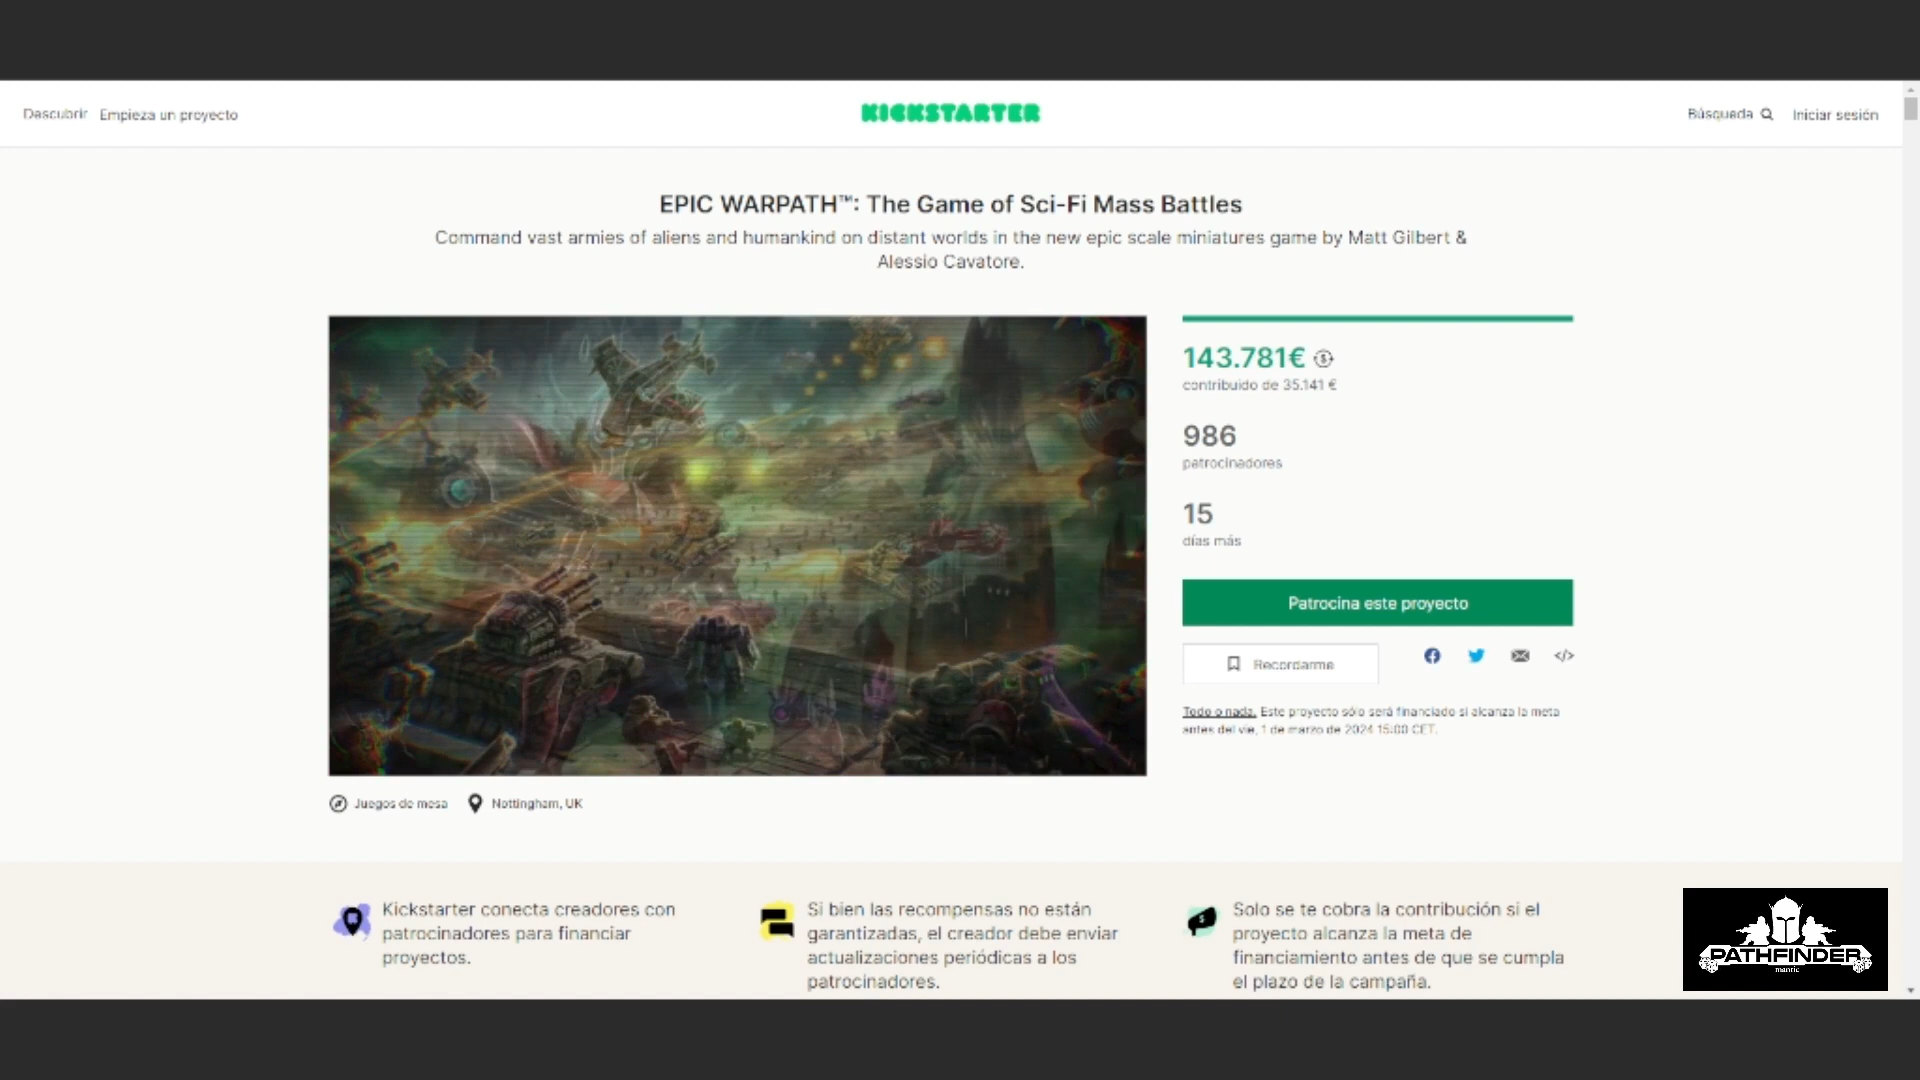 Descubrir Empieza un proyecto
KICKSTARTER
Búsqueda Iniciar sesión
EPIC WARPATH™: The Game of Sci-Fi Mass Battles
Command vast armies of aliens and humankind on distant worlds in the new epic scale miniatures game by Matt Gilbert &
Alessio Cavatore.
143.781€
contribuido de 35.141 €
986
patrocinadores
15
días más
Patrocina este proyecto
Recordarme
Todo o nada. Este proyecto sólo será financiado si alcanza la meta
antes del vie, 1 de marzo de 2024 15:00 CET.
Juegos de mesa Nottingham, UK
Kickstarter conecta creadores con
patrocinadores para financiar
proyectos.
Si bien las recompensas no están
garantizadas, el creador debe enviar
actualizaciones periódicas a los
patrocinadores.
Solo se te cobra la contribución si el
proyecto alcanza la meta de
financiamiento antes de que se cumpla
el plazo de la campaña.
PATHFINDER
mantic